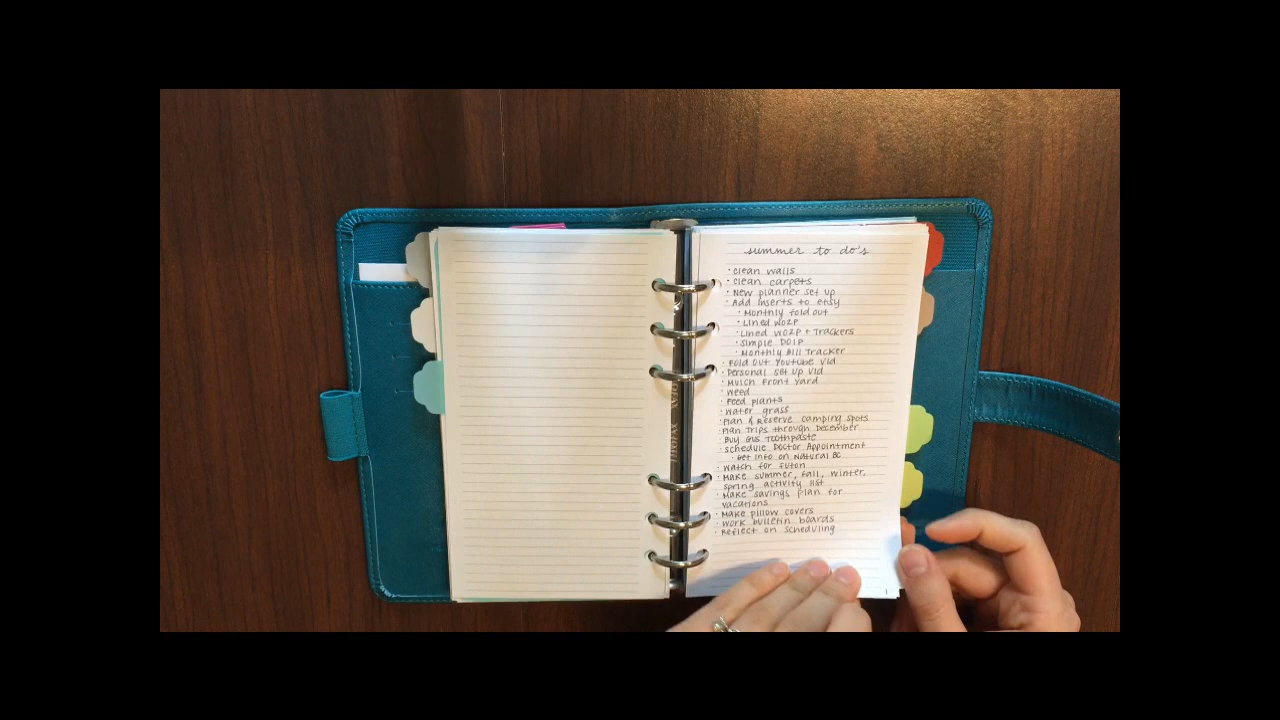 summer to do's
· clean walls
· clean carpets
· New planner set up
· Add inserts to etsy
· Monthly fold out
· Lined WO2P
· Lined WO2P + Trackers
· Simple DO1P
· Monthly Bill Tracker
· Fold Out Youtube Vid
· Personal Set Up Vid
· Mulch Front Yard
· Weed
· Feed plants
· Water grass
· Plan & Reserve camping spots
· Plan Trips through December
· Buy Gus Toothpaste
· Schedule Doctor Appointment
· Get Info on Natural BC
· Watch for futon
· Make summer, fall, winter,
spring activity list
· Make savings plan for
vacations
· Make pillow covers
· Work bulletin boards
· Reflect on Scheduling